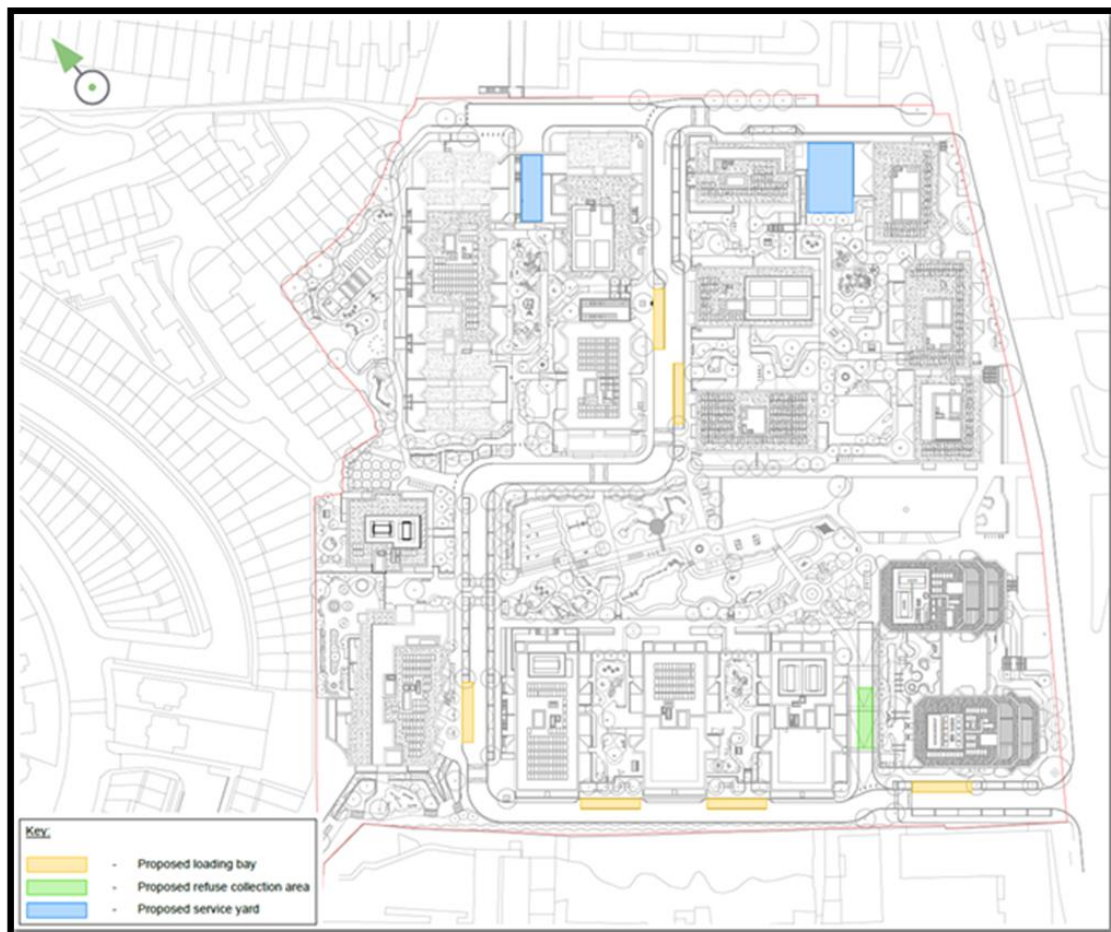 Key:
- Proposed loading bay
- Proposed refuse collection area
- Proposed service yard